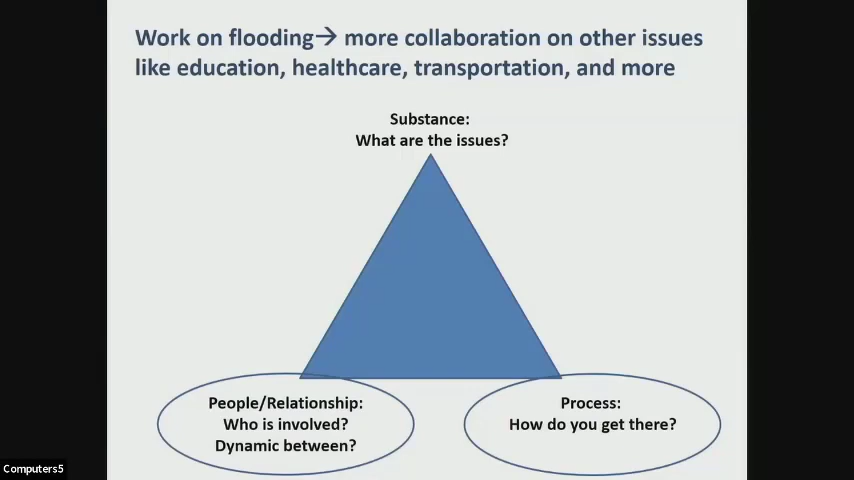 Work on flooding→ more collaboration on other issues
like education, healthcare, transportation, and more
Substance:
What are the issues?
People/Relationship:
Who is involved?
Dynamic between?
Process:
How do you get there?
Computers5